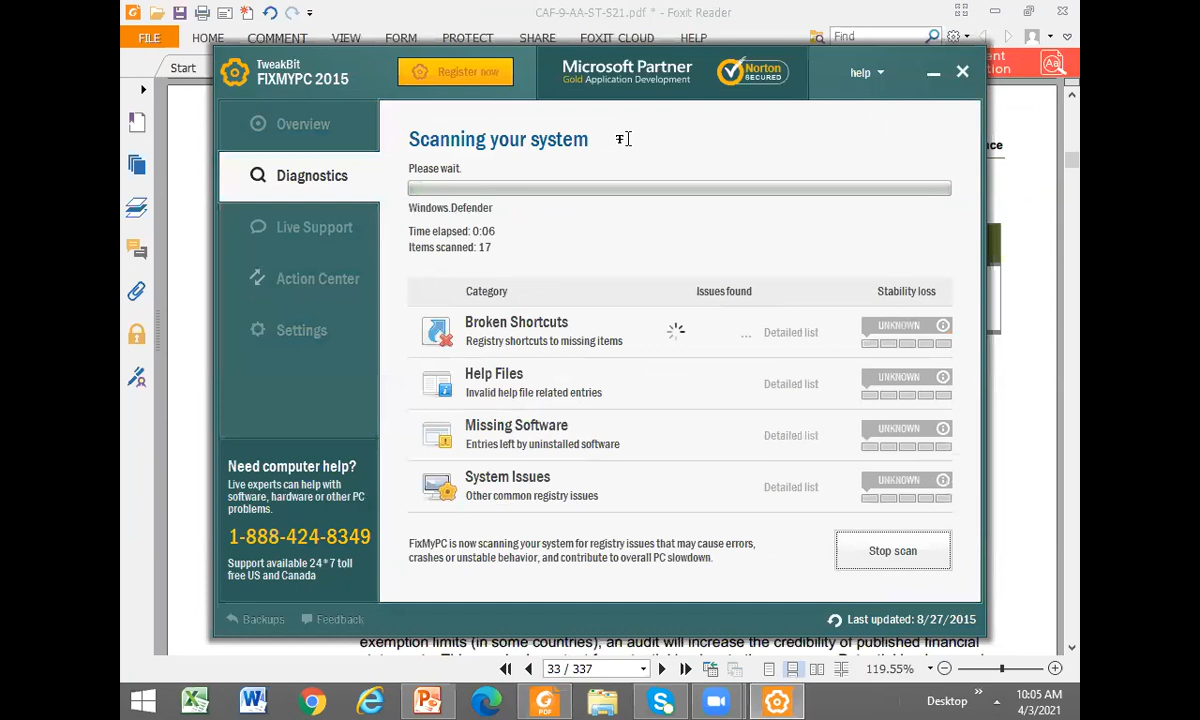 CAF-9-AA-ST-S21.pdf * - Foxit Reader
FILE HOME COMMENT VIEW FORM PROTECT SHARE FOXIT CLOUD HELP Find
Start
TweakBit
FIXMYPC 2015
Register now
Microsoft Partner
Gold Application Development
Norton
SECURED
help
Overview
Diagnostics
Live Support
Action Center
Settings
Need computer help?
Live experts can help with
software, hardware or other PC
problems.
1-888-424-8349
Support available 24*7 toll
free US and Canada
Scanning your system
Please wait.
Windows.Defender
Time elapsed: 0:06
Items scanned: 17
Category Issues found Stability loss
Broken Shortcuts
Registry shortcuts to missing items
... Detailed list UNKNOWN
Help Files
Invalid help file related entries
Detailed list UNKNOWN
Missing Software
Entries left by uninstalled software
Detailed list UNKNOWN
System Issues
Other common registry issues
Detailed list UNKNOWN
FixMyPC is now scanning your system for registry issues that may cause errors,
crashes or unstable behavior, and contribute to overall PC slowdown.
Stop scan
Backups Feedback
Last updated: 8/27/2015
exemption limits (in some countries), an audit will increase the credibility of published financial
33 / 337
119.55%
Desktop
10:05 AM
4/3/2021